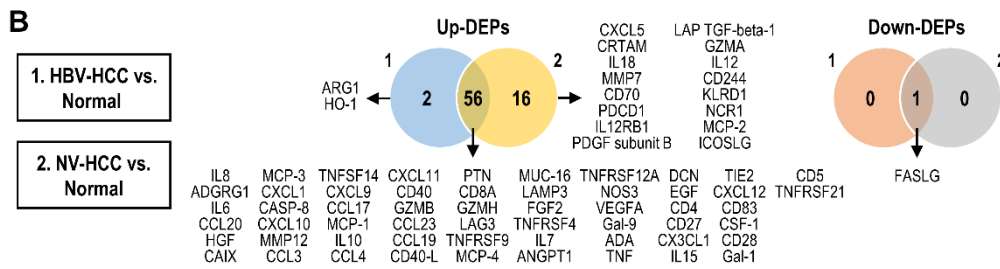 B
Up-DEPs
Down-DEPs
1. HBV-HCC vs.
Normal
2. NV-HCC vs.
Normal
1
2
ARG1
HO-1
2
56
16
CXCL5 LAP TGF-beta-1
CRTAM GZMA
IL18 IL12
MMP7 CD244
CD70 KLRD1
PDCD1 NCR1
IL12RB1 MCP-2
PDGF subunit B ICOSLG
1
2
0
1
0
FASLG
IL8 MCP-3 TNFSF14 CXCL11 PTN MUC-16 TNFRSF12A DCN TIE2 CD5
ADGRG1 CXCL1 CXCL9 CD40 CD8A LAMP3 NOS3 EGF CXCL12 TNFRSF21
IL6 CASP-8 CCL17 GZMB GZMH FGF2 VEGFA CD4 CD83
CCL20 CXCL10 MCP-1 CCL23 LAG3 TNFRSF4 Gal-9 CD27 CSF-1
HGF MMP12 IL10 CCL19 TNFRSF9 IL7 ADA CX3CL1 CD28
CAIX CCL3 CCL4 CD40-L MCP-4 ANGPT1 TNF IL15 Gal-1